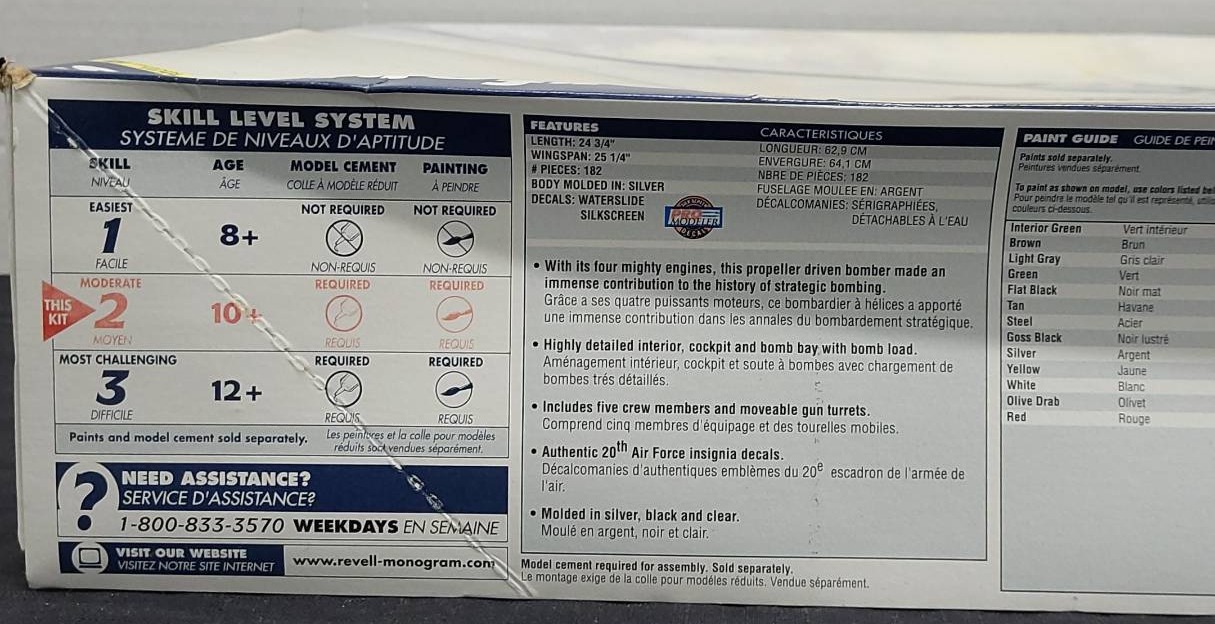 SKILL LEVEL SYSTEM
SYSTEME DE NIVEAUX D'APTITUDE
SKILL AGE MODEL CEMENT PAINTING
NIVEAU ÂGE COLLE À MODÈLE RÉDUIT À PEINDRE
EASIEST NOT REQUIRED NOT REQUIRED
1 8+
FACILE NON-REQUIS NON-REQUIS
MODERATE REQUIRED REQUIRED
THIS KIT 2 10+
MOYEN REQUIS REQUIS
MOST CHALLENGING REQUIRED REQUIRED
3 12+
DIFFICILE REQUIS REQUIS
Paints and model cement sold separately. Les peintures et la colle pour modèles
réduits sont vendues séparément.
? NEED ASSISTANCE?
SERVICE D'ASSISTANCE?
1-800-833-3570 WEEKDAYS EN SEMAINE
VISIT OUR WEBSITE
VISITEZ NOTRE SITE INTERNET www.revell-monogram.com
FEATURES CARACTERISTIQUES
LENGTH: 24 3/4" LONGUEUR: 62,9 CM
WINGSPAN: 25 1/4" ENVERGURE: 64,1 CM
# PIECES: 182 NBRE DE PIÈCES: 182
BODY MOLDED IN: SILVER FUSELAGE MOULEE EN: ARGENT
DECALS: WATERSLIDE DÉCALCOMANIES: SÉRIGRAPHIÉES,
SILKSCREEN DÉTACHABLES À L'EAU
PRO
MODELER
DECALS
• With its four mighty engines, this propeller driven bomber made an
immense contribution to the history of strategic bombing.
Grâce a ses quatre puissants moteurs, ce bombardier à hélices a apporté
une immense contribution dans les annales du bombardement stratégique.
• Highly detailed interior, cockpit and bomb bay with bomb load.
Aménagement intérieur, cockpit et soute à bombes avec chargement de
bombes trés détaillés.
• Includes five crew members and moveable gun turrets.
Comprend cinq membres d'équipage et des tourelles mobiles.
• Authentic 20th Air Force insignia decals.
Décalcomanies d'authentiques emblèmes du 20e escadron de l'armée de
l'air.
• Molded in silver, black and clear.
Moulé en argent, noir et clair.
Model cement required for assembly. Sold separately.
Le montage exige de la colle pour modéles réduits. Vendue séparément.
PAINT GUIDE GUIDE DE PEIN
Paints sold separately.
Peintures vendues séparément.
To paint as shown on model, use colors listed bel
Pour peindre le modèle tel qu'il est représenté, utilis
couleurs ci-dessous.
Interior Green Vert intérieur
Brown Brun
Light Gray Gris clair
Green Vert
Flat Black Noir mat
Tan Havane
Steel Acier
Goss Black Noir lustré
Silver Argent
Yellow Jaune
White Blanc
Olive Drab Olivet
Red Rouge